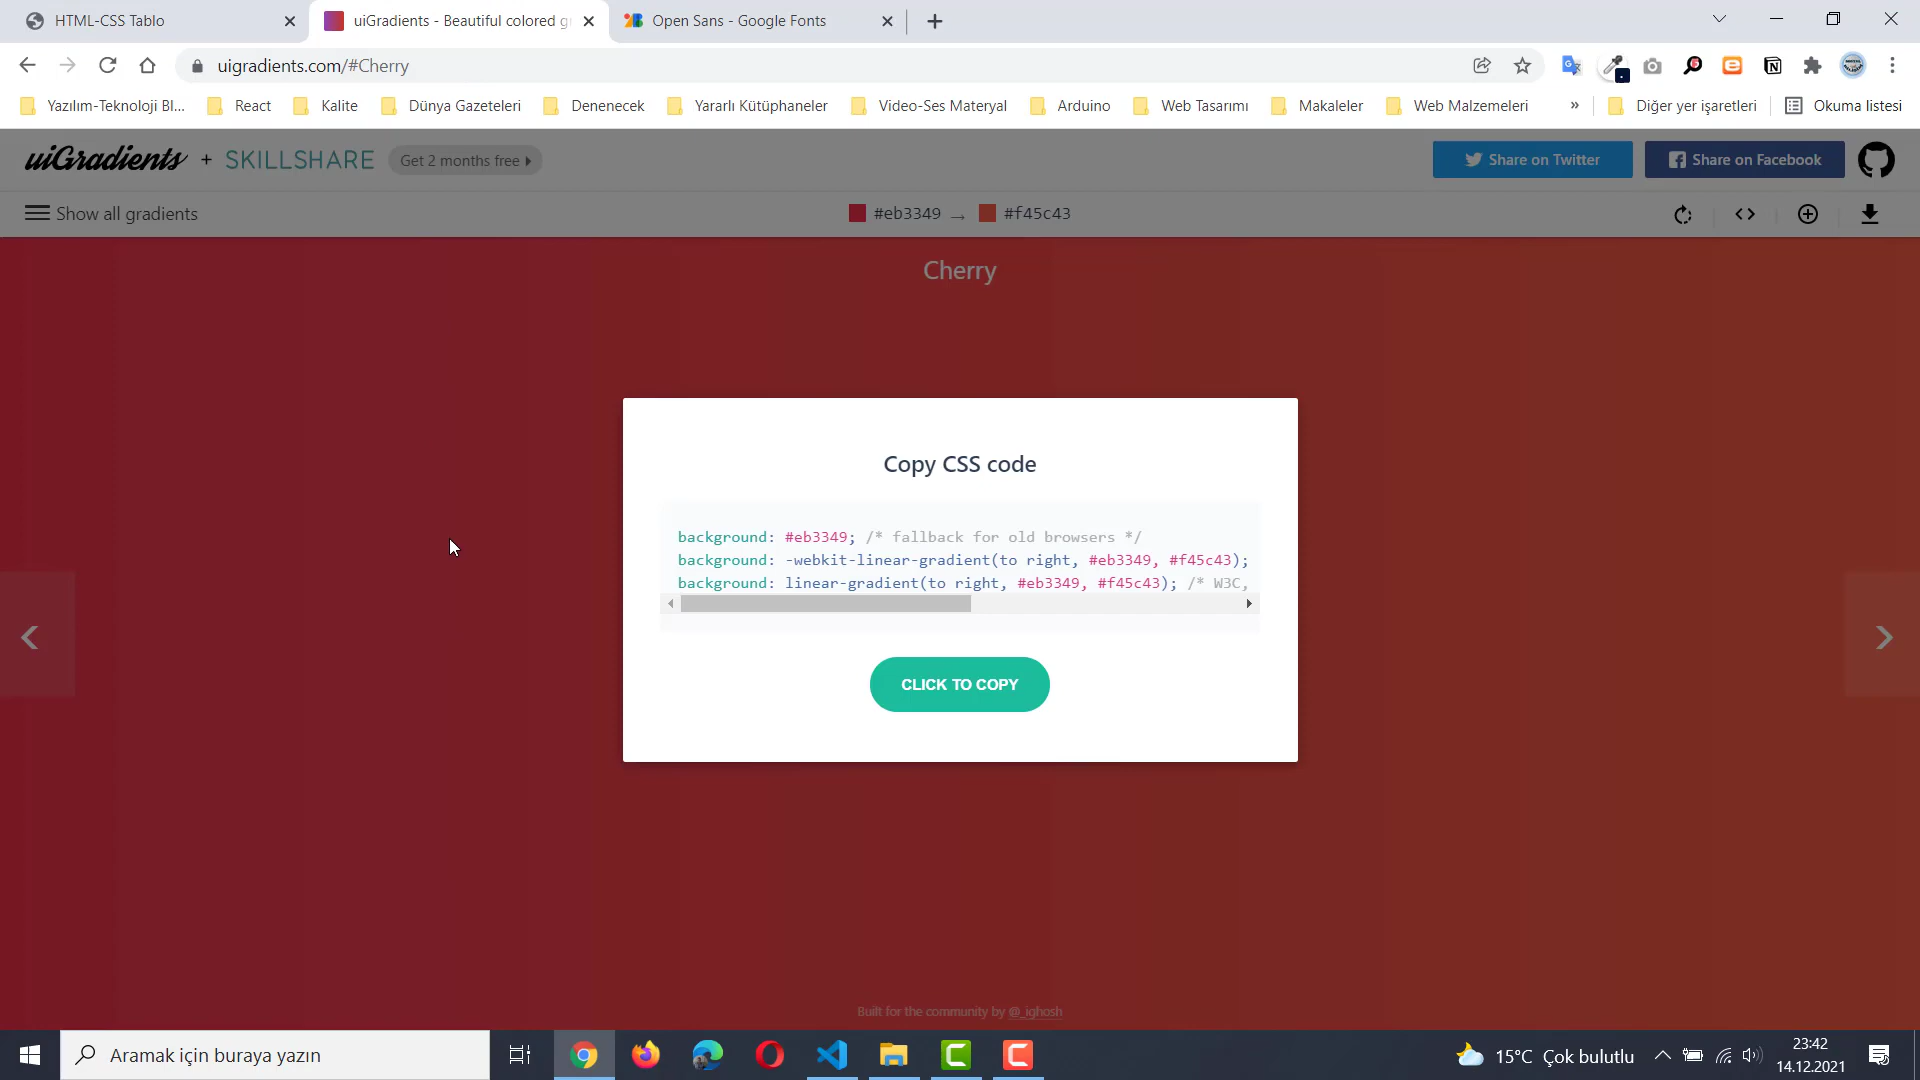 HTML-CSS Tablo
uiGradients - Beautiful colored g
Open Sans - Google Fonts
uigradients.com/#Cherry
Yazılım-Teknoloji Bl...
React
Kalite
Dünya Gazeteleri
Denenecek
Yararlı Kütüphaneler
Video-Ses Materyal
Arduino
Web Tasarımı
Makaleler
Web Malzemeleri
»
Diğer yer işaretleri
Okuma listesi
uiGradients + SKILLSHARE
Get 2 months free
Share on Twitter
Share on Facebook
Show all gradients
#eb3349 → #f45c43
Cherry
Copy CSS code
background: #eb3349; /* fallback for old browsers */
background: -webkit-linear-gradient(to right, #eb3349, #f45c43);
background: linear-gradient(to right, #eb3349, #f45c43); /* W3C,
CLICK TO COPY
Built for the community by @_ighosh
Aramak için buraya yazın
15°C Çok bulutlu
23:42
14.12.2021